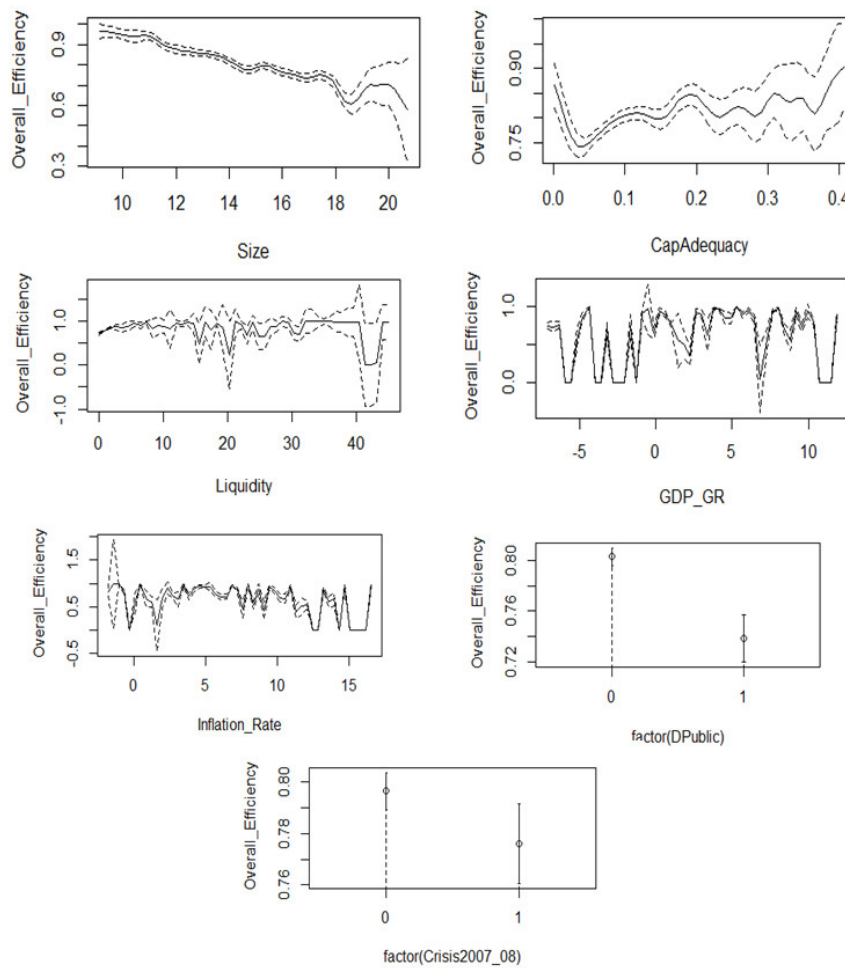 Overall_Efficiency
0.9
0.6
0.3
10 12 14 16 18 20
Size
Overall_Efficiency
0.90
0.75
0.0 0.1 0.2 0.3 0.4
CapAdequacy
Overall_Efficiency
1.0
0.0
-1.0
0 10 20 30 40
Liquidity
Overall_Efficiency
1.0
0.0
-5 0 5 10
GDP_GR
Overall_Efficiency
1.5
0.5
-0.5
0 5 10 15
Inflation_Rate
Overall_Efficiency
0.80
0.76
0.72
0 1
factor(DPublic)
Overall_Efficiency
0.80
0.78
0.76
0 1
factor(Crisis2007_08)